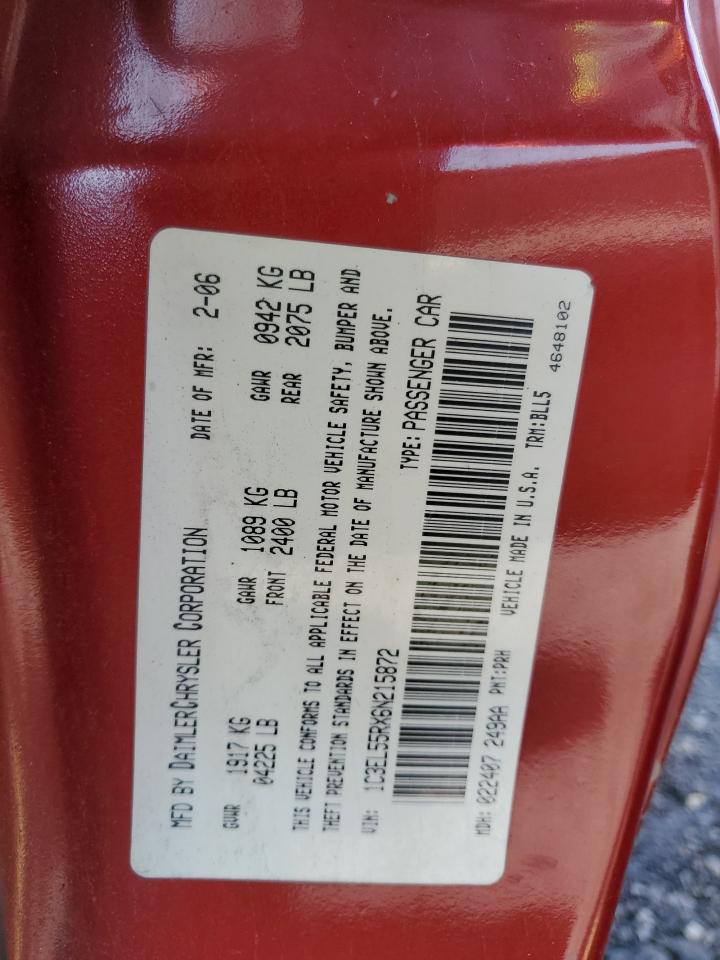 MFD BY DAIMLERCHRYSLER CORPORATION DATE OF MFR: 2-06
GVWR 1917 KG GAWR 1089 KG GAWR 0942 KG
04225 LB FRONT 2400 LB REAR 2075 LB
THIS VEHICLE CONFORMS TO ALL APPLICABLE FEDERAL MOTOR VEHICLE SAFETY, BUMPER AND
THEFT PREVENTION STANDARDS IN EFFECT ON THE DATE OF MANUFACTURE SHOWN ABOVE.
VIN: 1C3EL55RX6N215872 TYPE: PASSENGER CAR
MDH: 022407 249AA PNT:PRH VEHICLE MADE IN U.S.A. TRM:BLL5
4648102